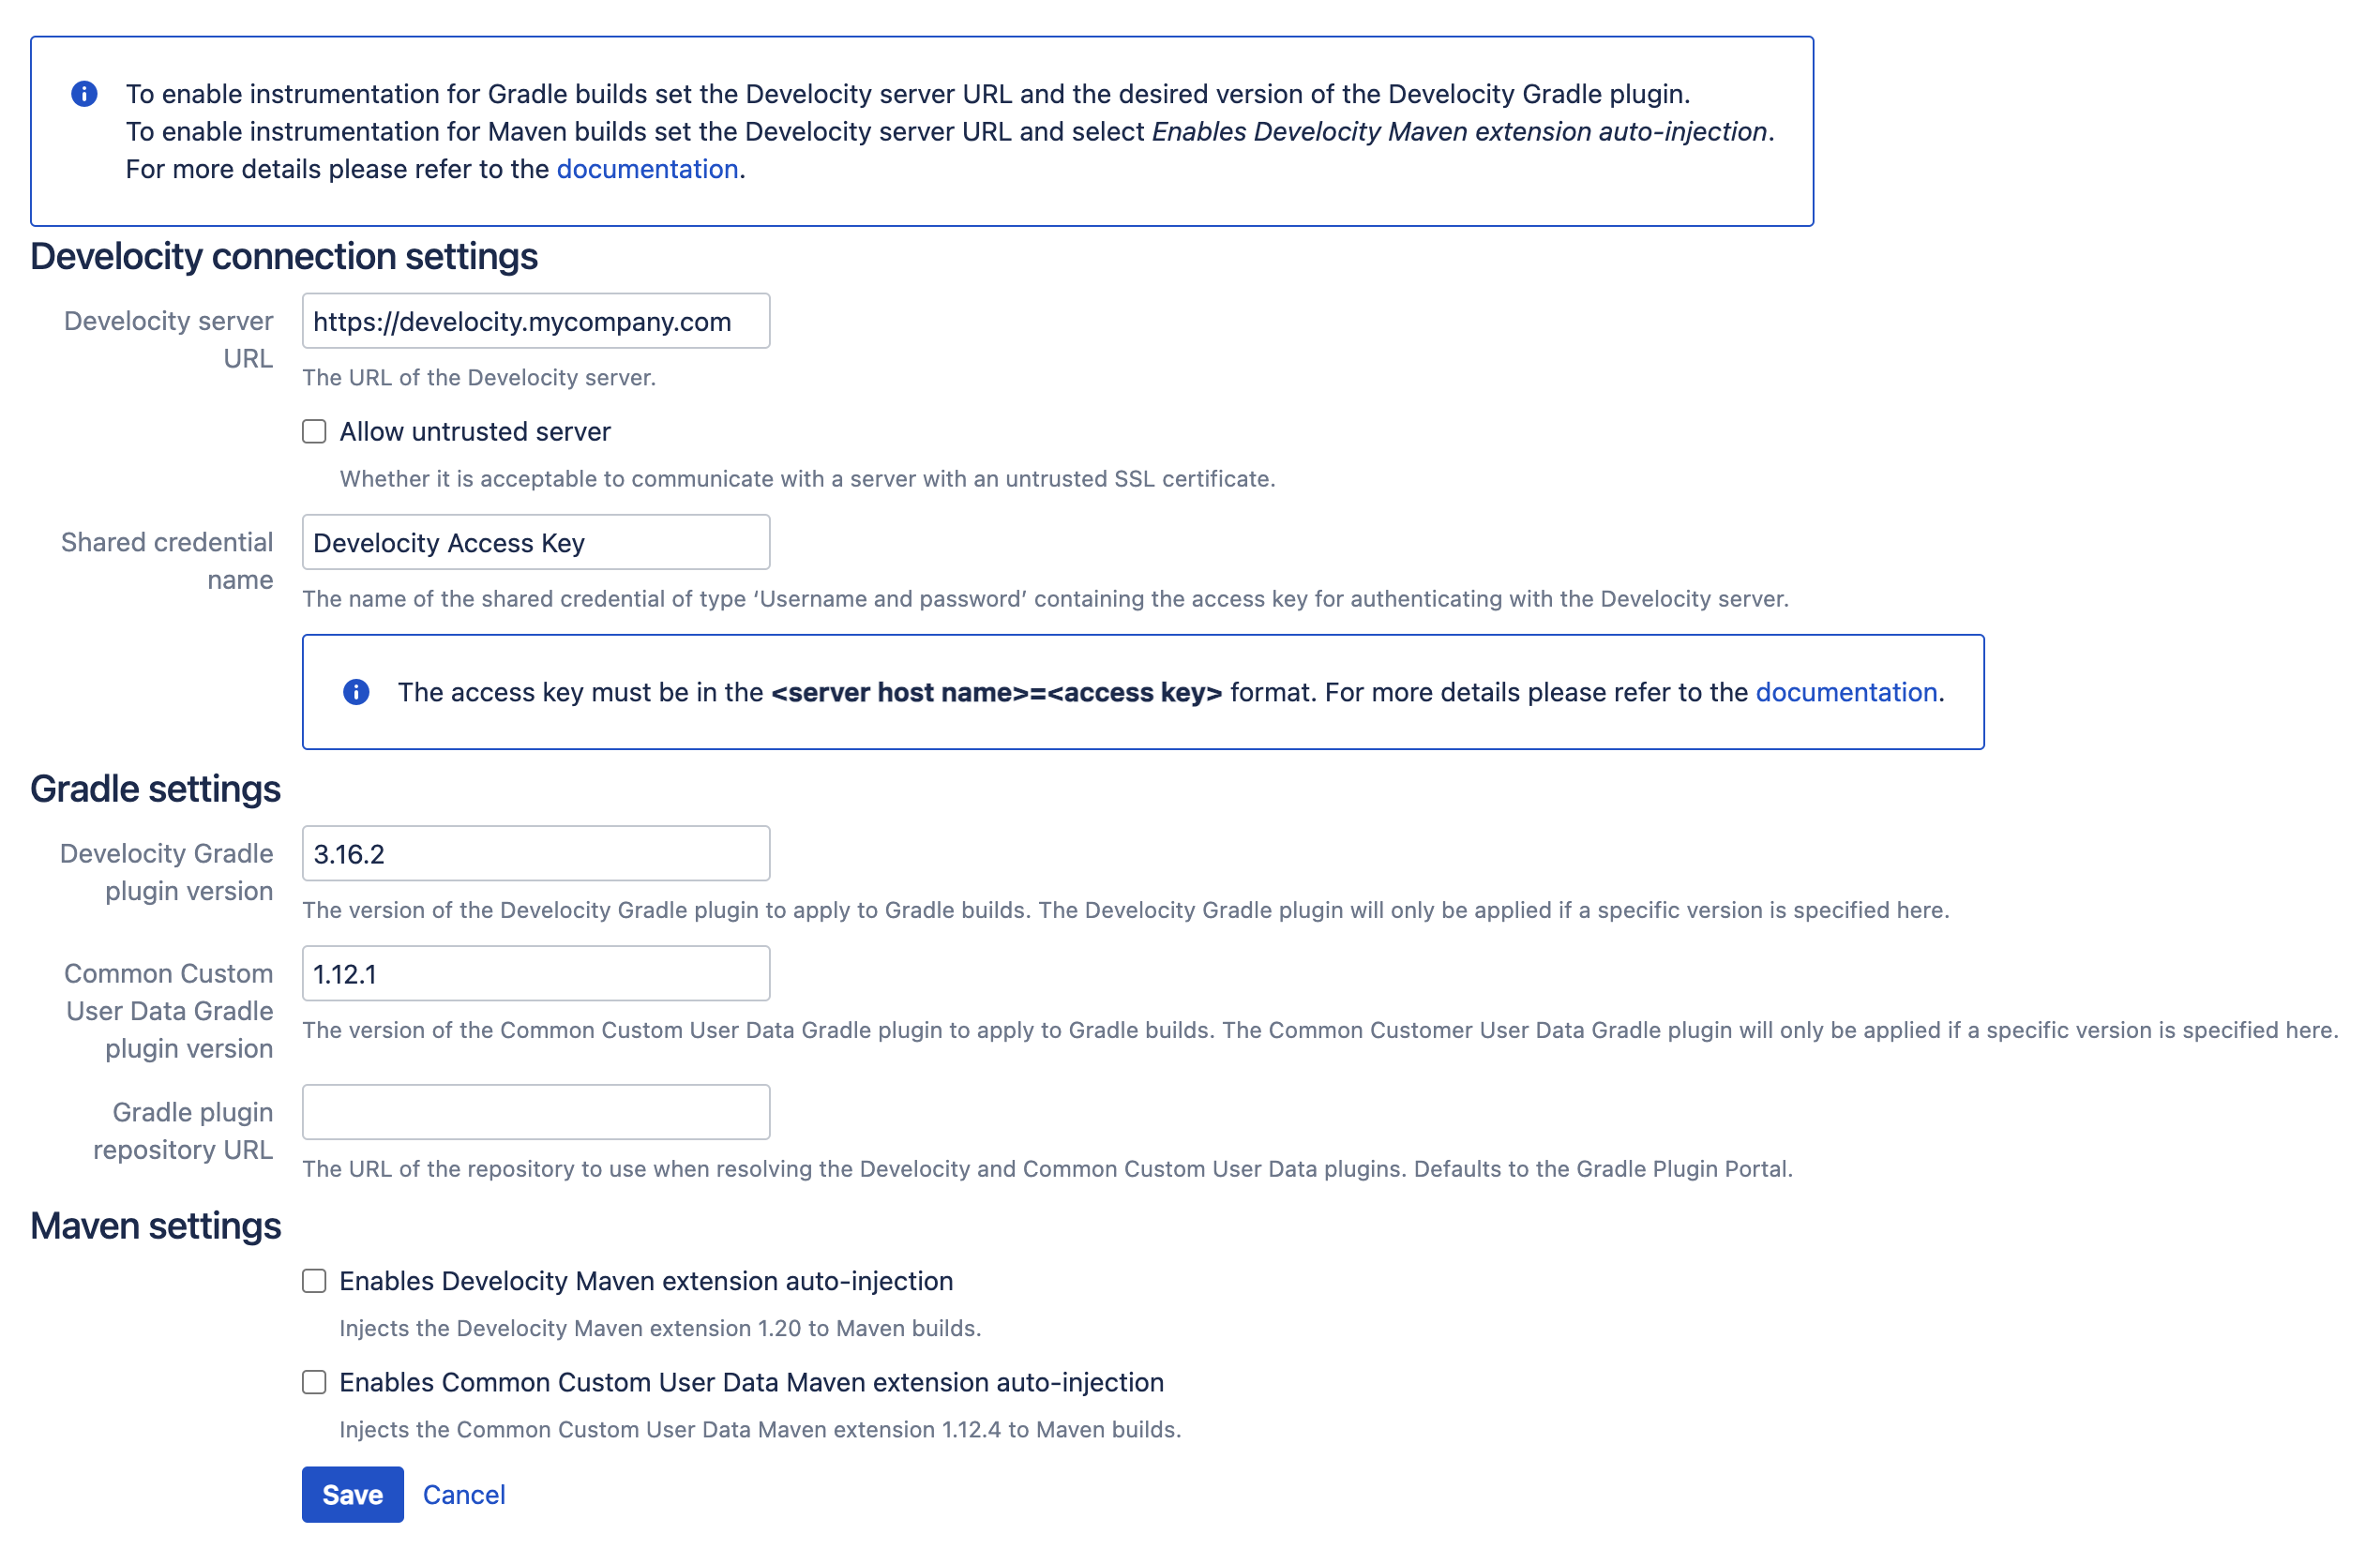 To enable instrumentation for Gradle builds set the Develocity server URL and the desired version of the Develocity Gradle plugin.
To enable instrumentation for Maven builds set the Develocity server URL and select Enables Develocity Maven extension auto-injection.
For more details please refer to the documentation.
Develocity connection settings
Develocity server
URL
https://develocity.mycompany.com
The URL of the Develocity server.
Allow untrusted server
Whether it is acceptable to communicate with a server with an untrusted SSL certificate.
Shared credential
name
Develocity Access Key
The name of the shared credential of type ‘Username and password’ containing the access key for authenticating with the Develocity server.
The access key must be in the <server host name>=<access key> format. For more details please refer to the documentation.
Gradle settings
Develocity Gradle
plugin version
3.16.2
The version of the Develocity Gradle plugin to apply to Gradle builds. The Develocity Gradle plugin will only be applied if a specific version is specified here.
Common Custom
User Data Gradle
plugin version
1.12.1
The version of the Common Custom User Data Gradle plugin to apply to Gradle builds. The Common Customer User Data Gradle plugin will only be applied if a specific version is specified here.
Gradle plugin
repository URL
The URL of the repository to use when resolving the Develocity and Common Custom User Data plugins. Defaults to the Gradle Plugin Portal.
Maven settings
Enables Develocity Maven extension auto-injection
Injects the Develocity Maven extension 1.20 to Maven builds.
Enables Common Custom User Data Maven extension auto-injection
Injects the Common Custom User Data Maven extension 1.12.4 to Maven builds.
Save Cancel